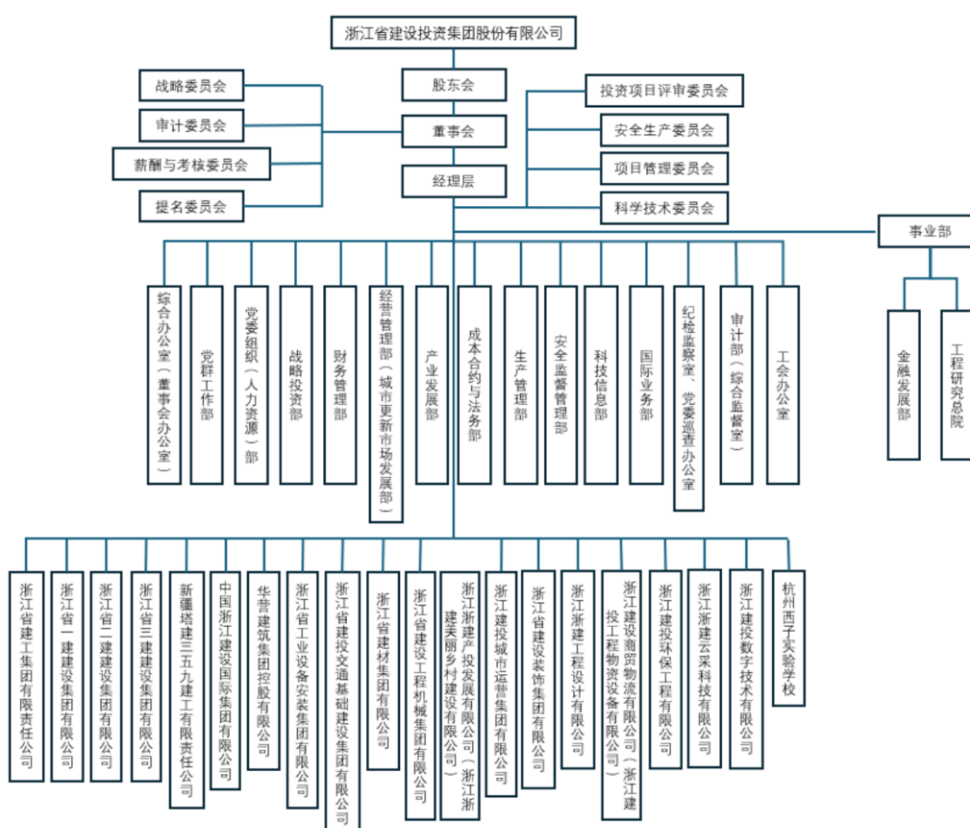 浙江省建设投资集团股份有限公司
股东会
董事会
经理层
战略委员会
审计委员会
薪酬与考核委员会
提名委员会
投资项目评审委员会
安全生产委员会
项目管理委员会
科学技术委员会
事业部
综合办公室（董事会办公室）
党群工作部
党委组织（人力资源）部
战略投资部
财务管理部
经营管理部（城市更新市场发展部）
产业发展部
成本合约与法务部
生产管理部
安全监督管理部
科技信息部
国际业务部
纪检监察室、党委巡查办公室
审计部（综合监督室）
工会办公室
金融发展部
工程研究总院
浙江省建工集团有限责任公司
浙江省一建建设集团有限公司
浙江省二建建设集团有限公司
浙江省三建建设集团有限公司
新疆塔建三五九建工有限责任公司
中国浙江建设国际集团有限公司
华营建筑集团控股有限公司
浙江省工业设备安装集团有限公司
浙江省建投交通基础建设集团有限公司
浙江省建材集团有限公司
浙江省建设工程机械集团有限公司
浙江浙建产投发展有限公司（浙江浙
建美丽乡村建设有限公司）
浙江建投城市运营集团有限公司
浙江省建设装饰集团有限公司
浙江浙建工程设计有限公司
浙江建设商贸物流有限公司（浙江建
投工程物资设备有限公司）
浙江建投环保工程有限公司
浙江浙建云采科技有限公司
浙江建投数字技术有限公司
杭州西子实验学校